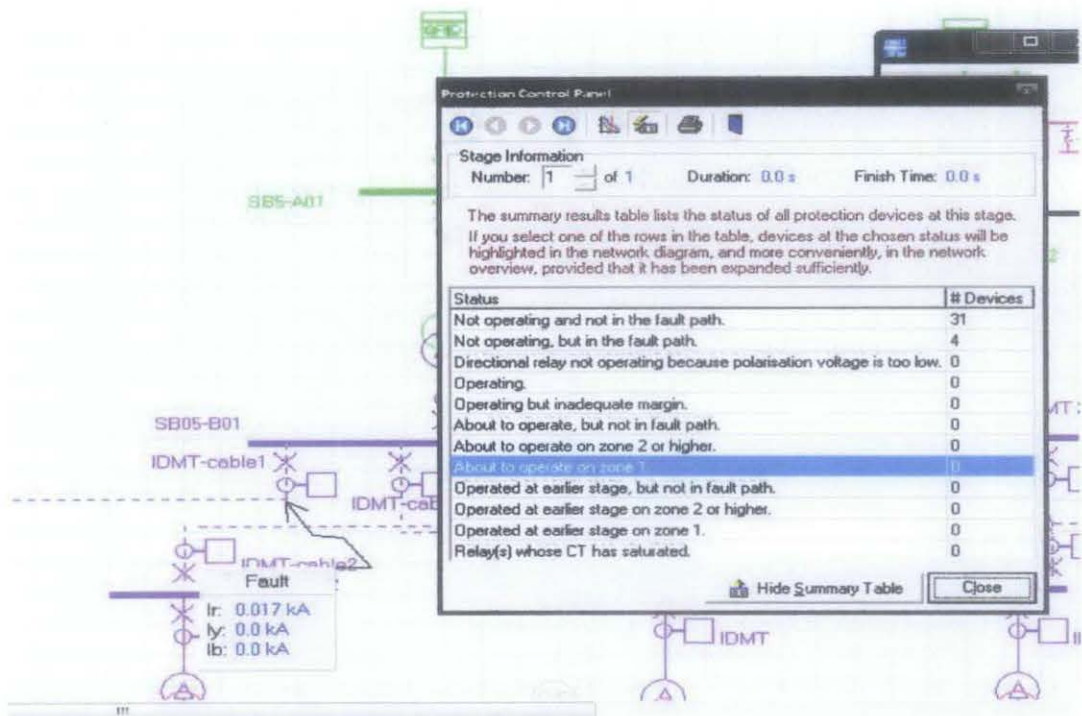 Protection Control Panel
Stage Information
Number: 1 of 1 Duration: 0.0 s Finish Time: 0.0 s
SB5-A01
The summary results table lists the status of all protection devices at this stage.
If you select one of the rows in the table, devices at the chosen status will be
highlighted in the network diagram, and more conveniently, in the network
overview, provided that it has been expanded sufficiently.
Status # Devices
Not operating and not in the fault path. 31
Not operating, but in the fault path. 4
Directional relay not operating because polarisation voltage is too low. 0
Operating. 0
Operating but inadequate margin. 0
About to operate, but not in fault path. 0
About to operate on zone 2 or higher. 0
About to operate on zone 1. 0
Operated at earlier stage, but not in fault path. 0
Operated at earlier stage on zone 2 or higher. 0
Operated at earlier stage on zone 1. 0
Relay(s) whose CT has saturated. 0
Hide Summary Table Close
SB05-B01
IDMT-cable1
IDMT-cab
IDMT-cable2
Fault
Ir: 0.017 kA
Iy: 0.0 kA
Ib: 0.0 kA
IDMT